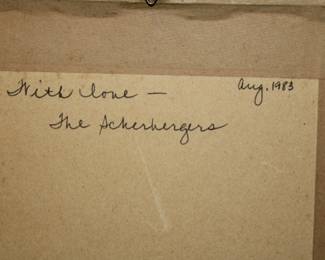 With love — Aug. 1983
The Ackerbergers